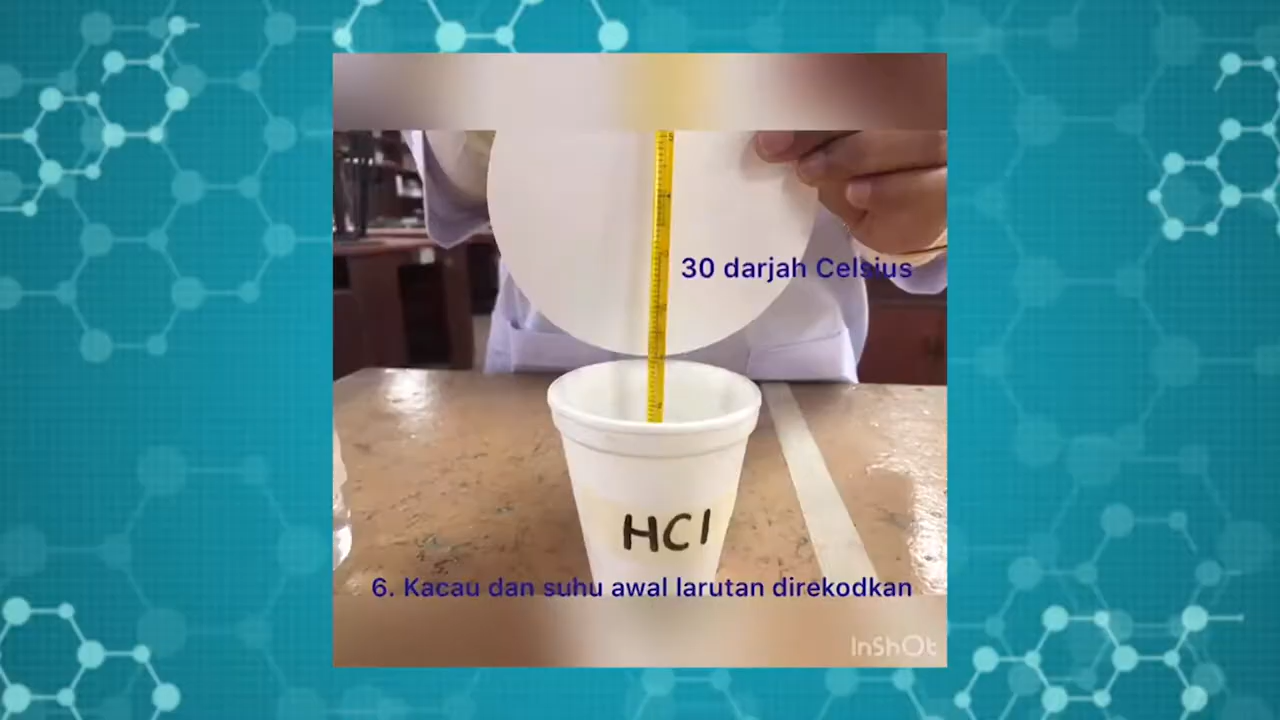 30 darjah Celsius
HCl
6. Kacau dan suhu awal larutan direkodkan
InShOt